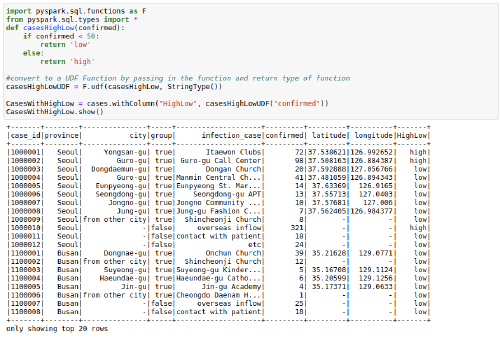 import pyspark.sql.functions as F
from pyspark.sql.types import *
def casesHighLow(confirmed):
    if confirmed < 50:
        return 'low'
    else:
        return 'high'

#convert to a UDF Function by passing in the function and return type of function
casesHighLowUDF = F.udf(casesHighLow, StringType())

CasesWithHighLow = cases.withColumn("HighLow", casesHighLowUDF("confirmed"))
CasesWithHighLow.show()

+-------+--------+---------------+-----+--------------------+---------+---------+----------+-------+
|case_id|province|           city|group|      infection_case|confirmed| latitude| longitude|HighLow|
+-------+--------+---------------+-----+--------------------+---------+---------+----------+-------+
|1000001|   Seoul|     Yongsan-gu| true|       Itaewon Clubs|       72|37.538621|126.992652|   high|
|1000002|   Seoul|        Guro-gu| true| Guro-gu Call Center|       98|37.508163|126.884387|   high|
|1000003|   Seoul|  Dongdaemun-gu| true|       Dongan Church|       20|37.592888|127.056766|    low|
|1000004|   Seoul|        Guro-gu| true|Manmin Central Ch...|       41|37.481059|126.894343|    low|
|1000005|   Seoul|   Eunpyeong-gu| true|Eunpyeong St. Mar...|       14| 37.63369|  126.9165|    low|
|1000006|   Seoul|   Seongdong-gu| true|    Seongdong-gu APT|       13| 37.55713|  127.0403|    low|
|1000007|   Seoul|      Jongno-gu| true|Jongno Community ...|       10| 37.57681|   127.006|    low|
|1000008|   Seoul|        Jung-gu| true|Jung-gu Fashion C...|        7|37.562405|126.984377|    low|
|1000009|   Seoul|from other city| true|  Shincheonji Church|        8|        -|         -|    low|
|1000010|   Seoul|              -|false|     overseas inflow|      321|        -|         -|   high|
|1000011|   Seoul|              -|false|contact with patient|       18|        -|         -|    low|
|1000012|   Seoul|              -|false|                 etc|       24|        -|         -|    low|
|1100001|   Busan|     Dongnae-gu| true|       Onchun Church|       39| 35.21628|  129.0771|    low|
|1100002|   Busan|from other city| true|  Shincheonji Church|       12|        -|         -|    low|
|1100003|   Busan|     Suyeong-gu| true|Suyeong-gu Kinder...|        5| 35.16708|  129.1124|    low|
|1100004|   Busan|    Haeundae-gu| true|Haeundae-gu Catho...|        6| 35.20599|  129.1256|    low|
|1100005|   Busan|         Jin-gu| true|      Jin-gu Academy|        4| 35.17371|  129.0633|    low|
|1100006|   Busan|from other city| true|Cheongdo Daenam H...|        1|        -|         -|    low|
|1100007|   Busan|              -|false|     overseas inflow|       25|        -|         -|    low|
|1100008|   Busan|              -|false|contact with patient|       18|        -|         -|    low|
+-------+--------+---------------+-----+--------------------+---------+---------+----------+-------+
only showing top 20 rows